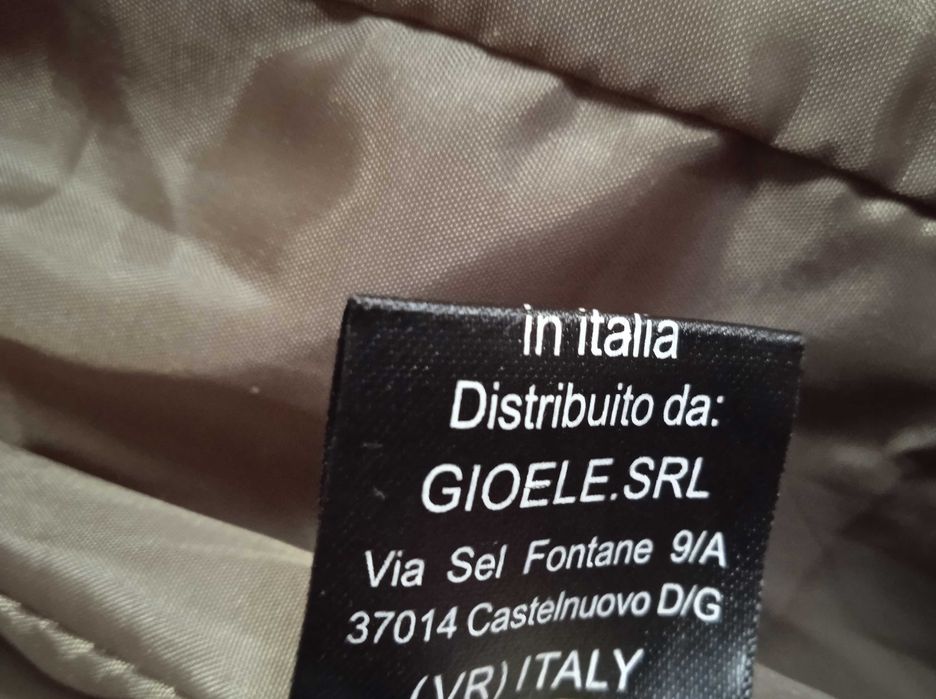 in italia
Distribuito da:
GIOELE.SRL
Via Sel Fontane 9/A
37014 Castelnuovo D/G
(VR) ITALY